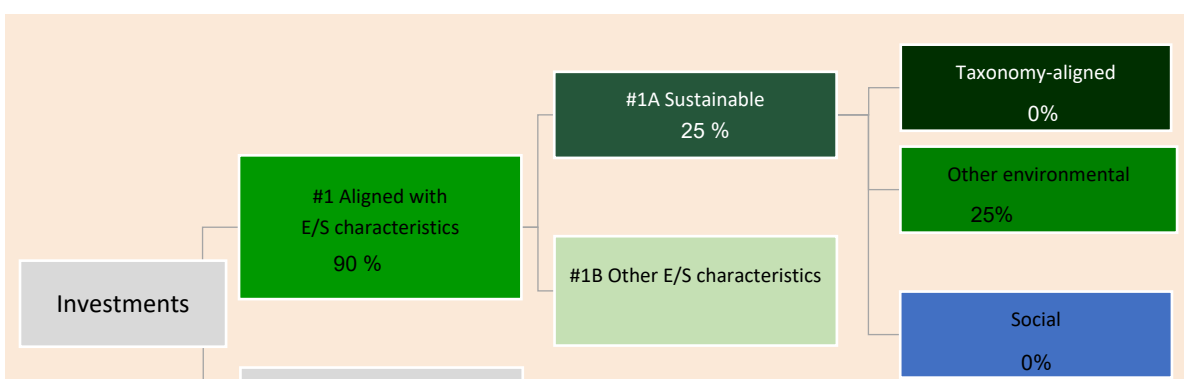 Investments
#1 Aligned with
E/S characteristics
90 %
#1A Sustainable
25 %
#1B Other E/S characteristics
Taxonomy-aligned
0%
Other environmental
25%
Social
0%